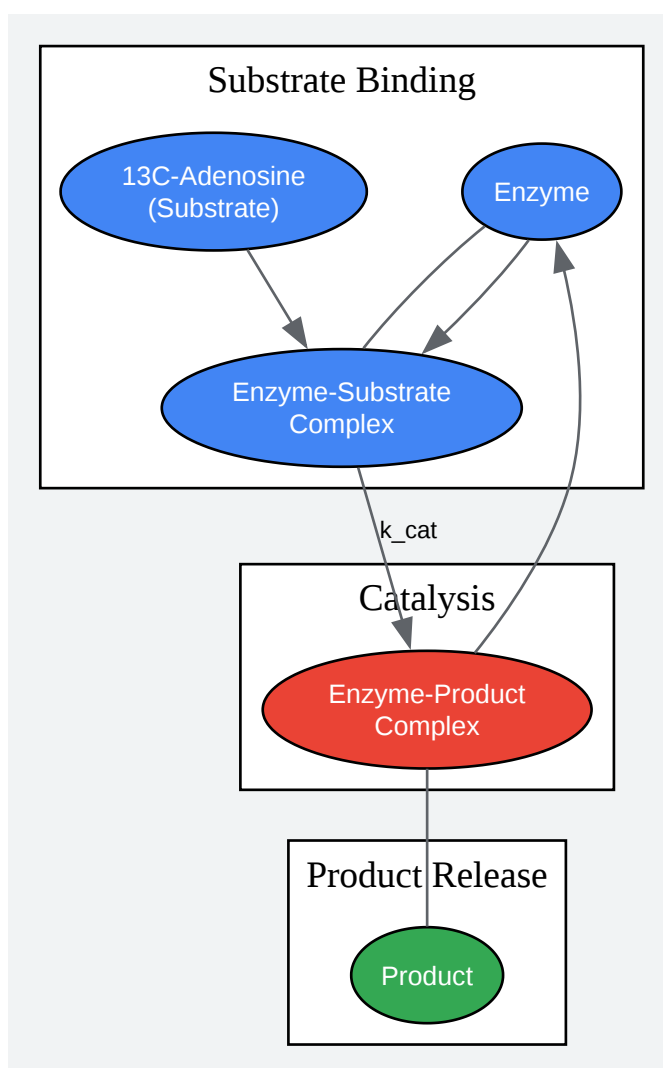 Substrate Binding
13C-Adenosine
(Substrate)
Enzyme
Enzyme-Substrate
Complex
k_cat
Catalysis
Enzyme-Product
Complex
Product Release
Product